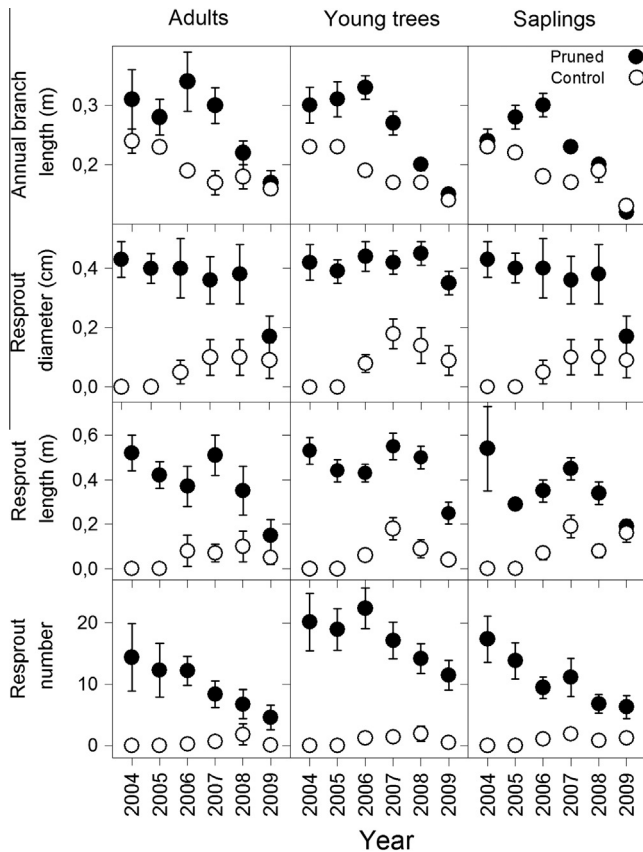 Adults Young trees Saplings
Pruned
Control
Annual branch
length (m)
0,3
0,2
Resprout
diameter (cm)
0,4
0,2
0,0
Resprout
length (m)
0,6
0,4
0,2
0,0
Resprout
number
20
10
0
2004 2005 2006 2007 2008 2009 2004 2005 2006 2007 2008 2009 2004 2005 2006 2007 2008 2009
Year